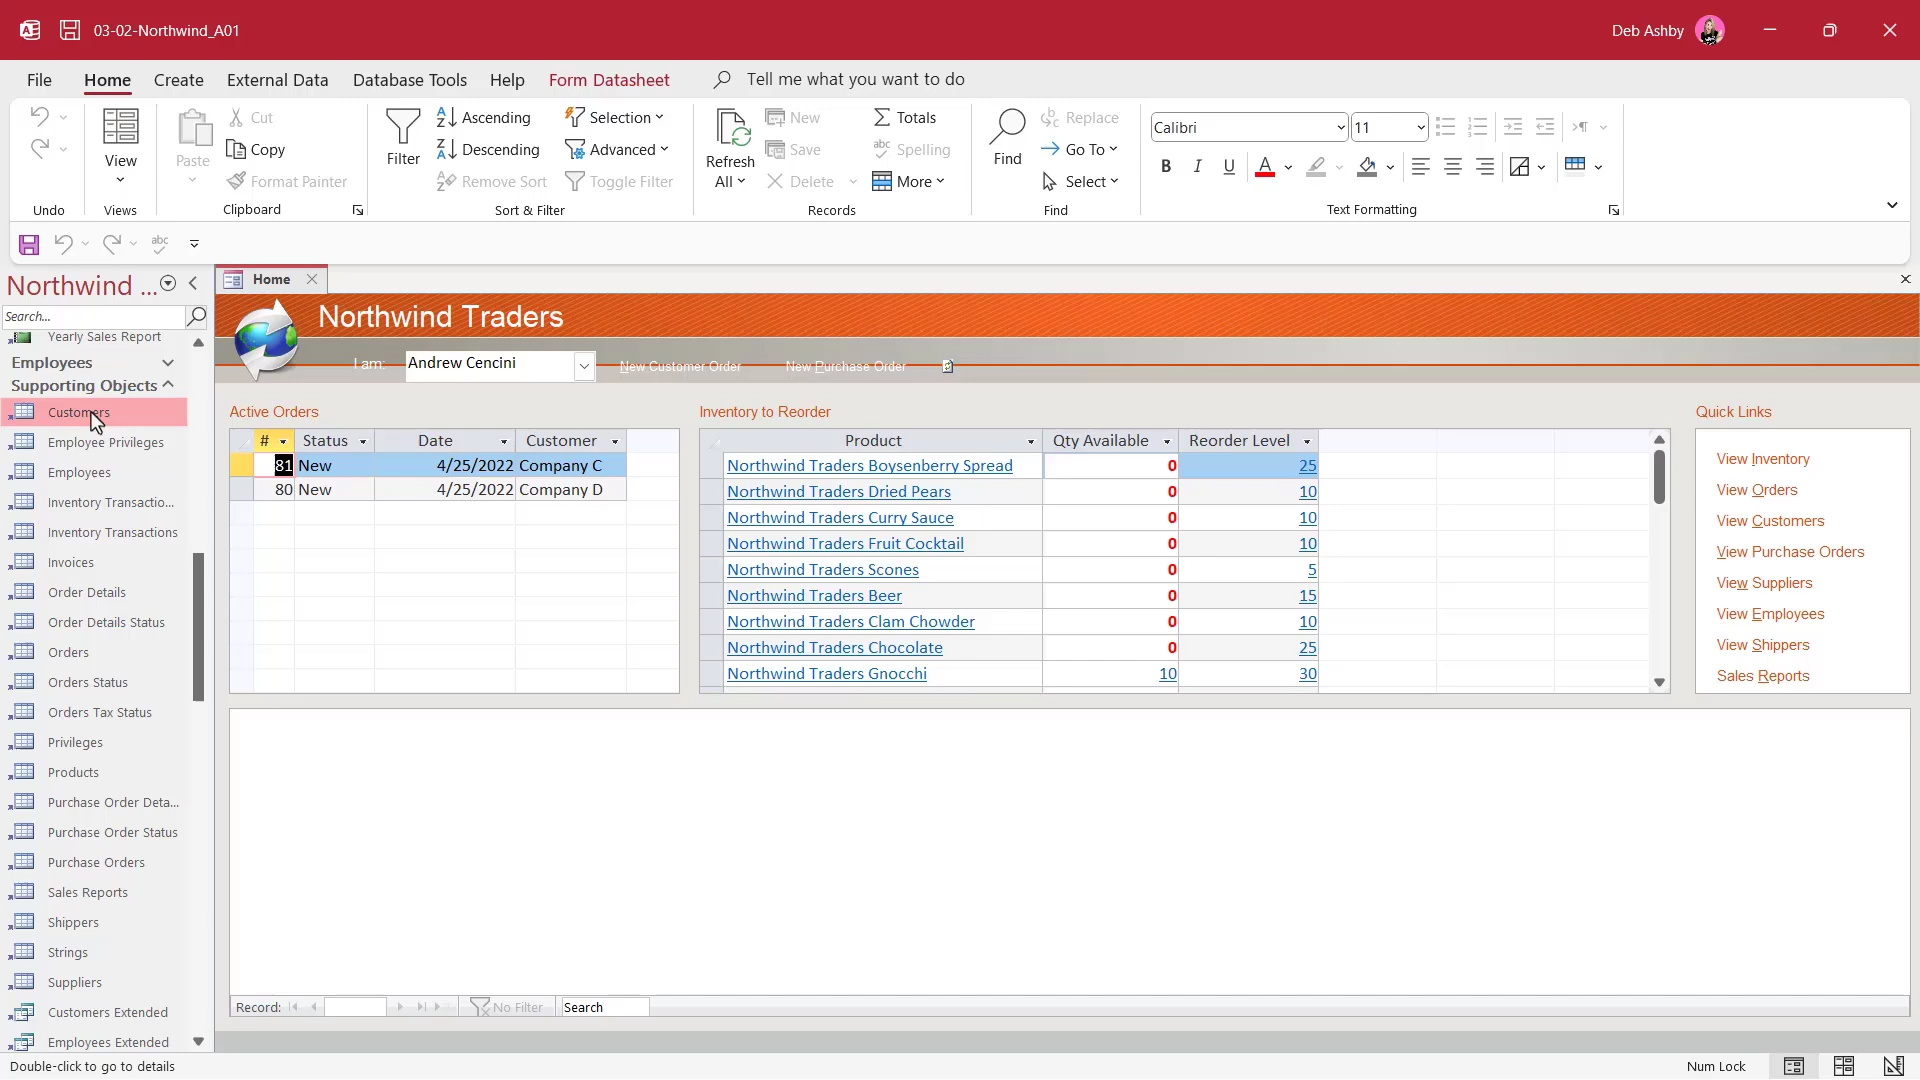 03-02-Northwind_A01
Deb Ashby
File Home Create External Data Database Tools Help Form Datasheet Tell me what you want to do
View
Paste
Cut
Copy
Format Painter
Filter
Ascending
Descending
Remove Sort
Selection
Advanced
Toggle Filter
Refresh
All
New
Save
Delete
Totals
Spelling
More
Find
Replace
Go To
Select
Calibri
11
B I U A
Undo Views Clipboard Sort & Filter Records Find Text Formatting
Northwind ...
Search...
Yearly Sales Report
Employees
Supporting Objects
Customers
Employee Privileges
Employees
Inventory Transactio...
Inventory Transactions
Invoices
Order Details
Order Details Status
Orders
Orders Status
Orders Tax Status
Privileges
Products
Purchase Order Deta...
Purchase Order Status
Purchase Orders
Sales Reports
Shippers
Strings
Suppliers
Customers Extended
Employees Extended
Home
Northwind Traders
I am: Andrew Cencini New Customer Order New Purchase Order
Active Orders
# Status Date Customer
81 New 4/25/2022 Company C
80 New 4/25/2022 Company D
Inventory to Reorder
Product Qty Available Reorder Level
Northwind Traders Boysenberry Spread 0 25
Northwind Traders Dried Pears 0 10
Northwind Traders Curry Sauce 0 10
Northwind Traders Fruit Cocktail 0 10
Northwind Traders Scones 0 5
Northwind Traders Beer 0 15
Northwind Traders Clam Chowder 0 10
Northwind Traders Chocolate 0 25
Northwind Traders Gnocchi 10 30
Quick Links
View Inventory
View Orders
View Customers
View Purchase Orders
View Suppliers
View Employees
View Shippers
Sales Reports
Record: No Filter Search
Double-click to go to details
Num Lock